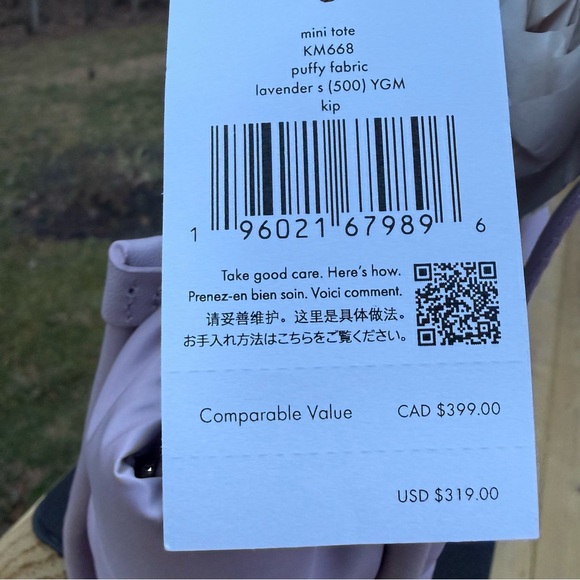 mini tote
KM668
puffy fabric
lavender s (500) YGM
kip
1 96021 67989 6
Take good care. Here's how.
Prenez-en bien soin. Voici comment.
请妥善维护。这里是具体做法。
お手入れ方法はこちらをご覧ください。
Comparable Value CAD $399.00
USD $319.00